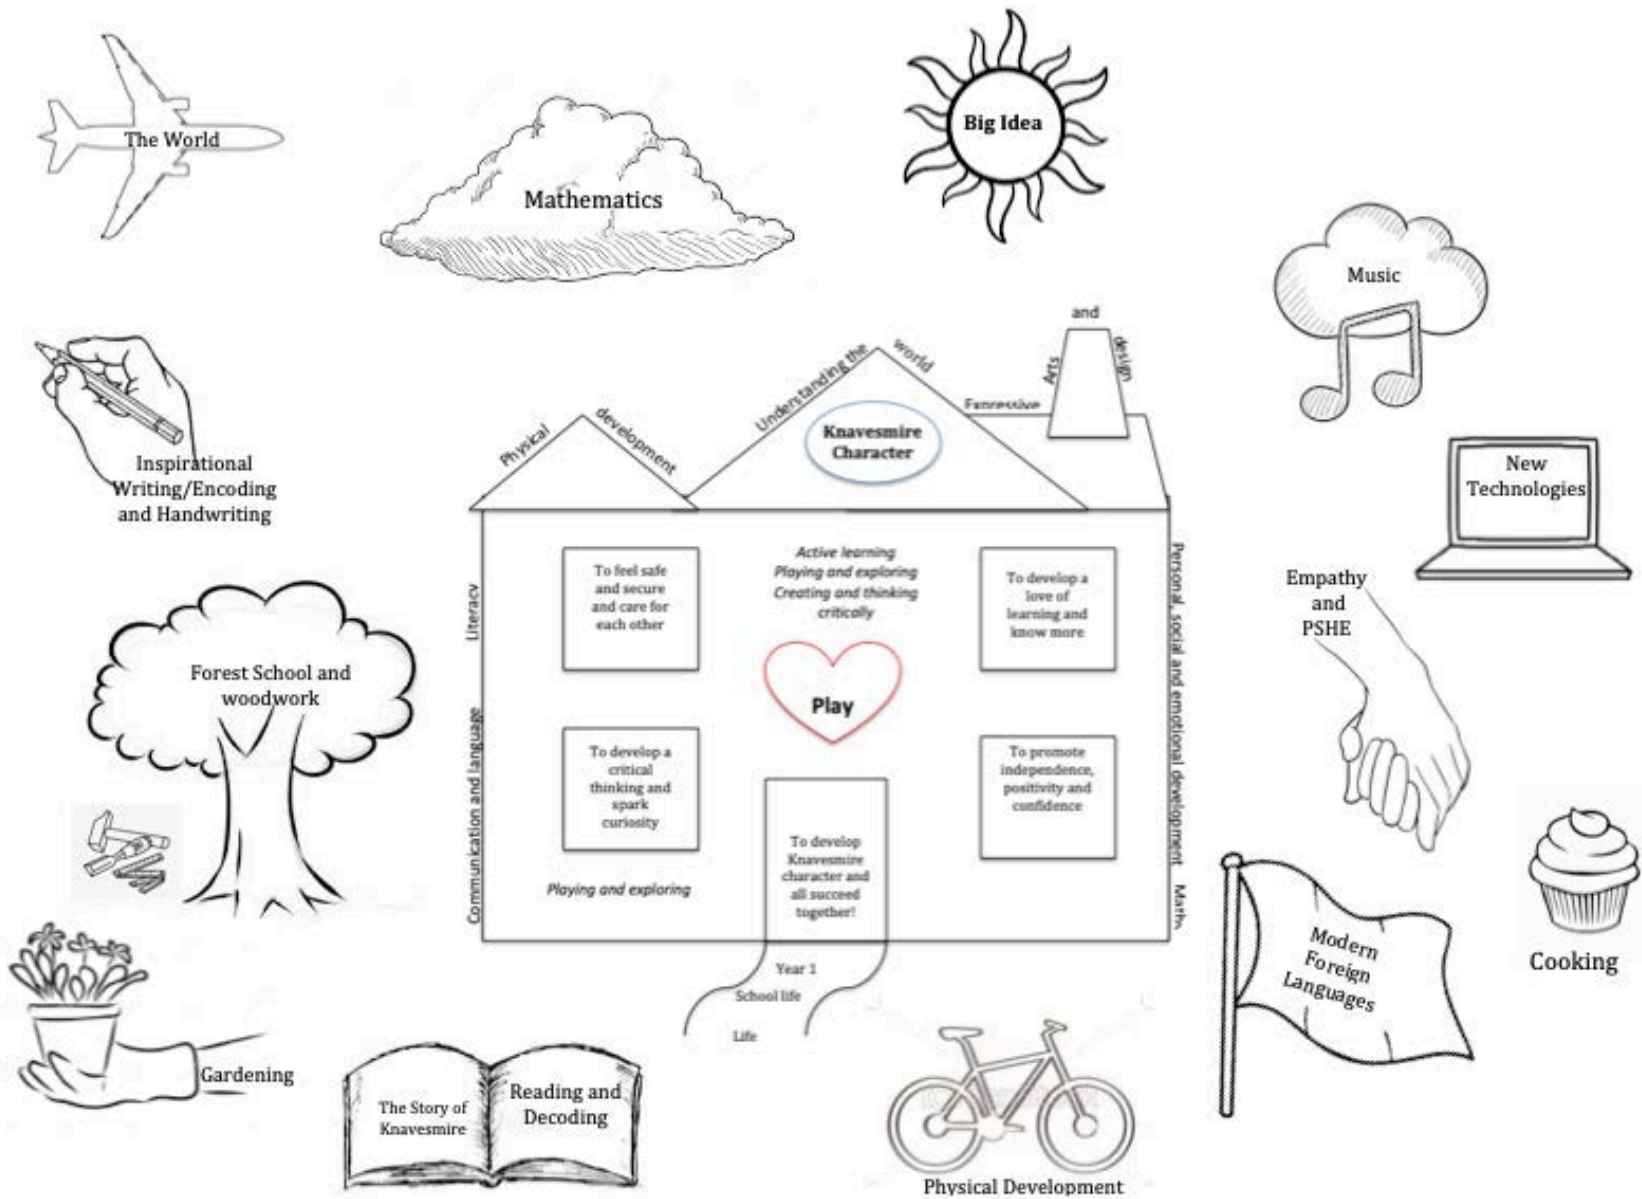 The World
Mathematics
Big Idea
Music
Inspirational
Writing/Encoding
and Handwriting
New
Technologies
Physical
development
Understanding the
world
Expressive
Arts
and
design
Knavesmire
Character
Literacy
Communication and language
Personal, social and emotional development
Maths
To feel safe
and secure
and care for
each other
Active learning
Playing and exploring
Creating and thinking
critically
To develop a
love of
learning and
know more
Play
To develop a
critical
thinking and
spark
curiosity
To promote
independence,
positivity and
confidence
Playing and exploring
To develop
Knavesmire
character and
all succeed
together!
Year 1
School life
Life
Forest School and
woodwork
Empathy
and
PSHE
Cooking
Modern
Foreign
Languages
Gardening
The Story of
Knavesmire
Reading and
Decoding
Physical Development